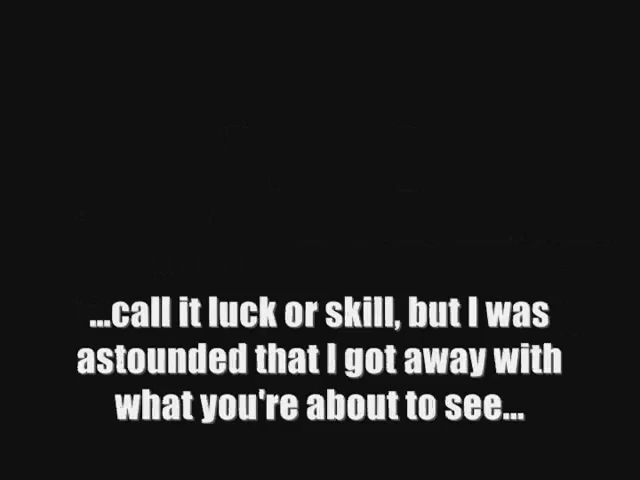 ...call it luck or skill, but I was
astounded that I got away with
what you're about to see...